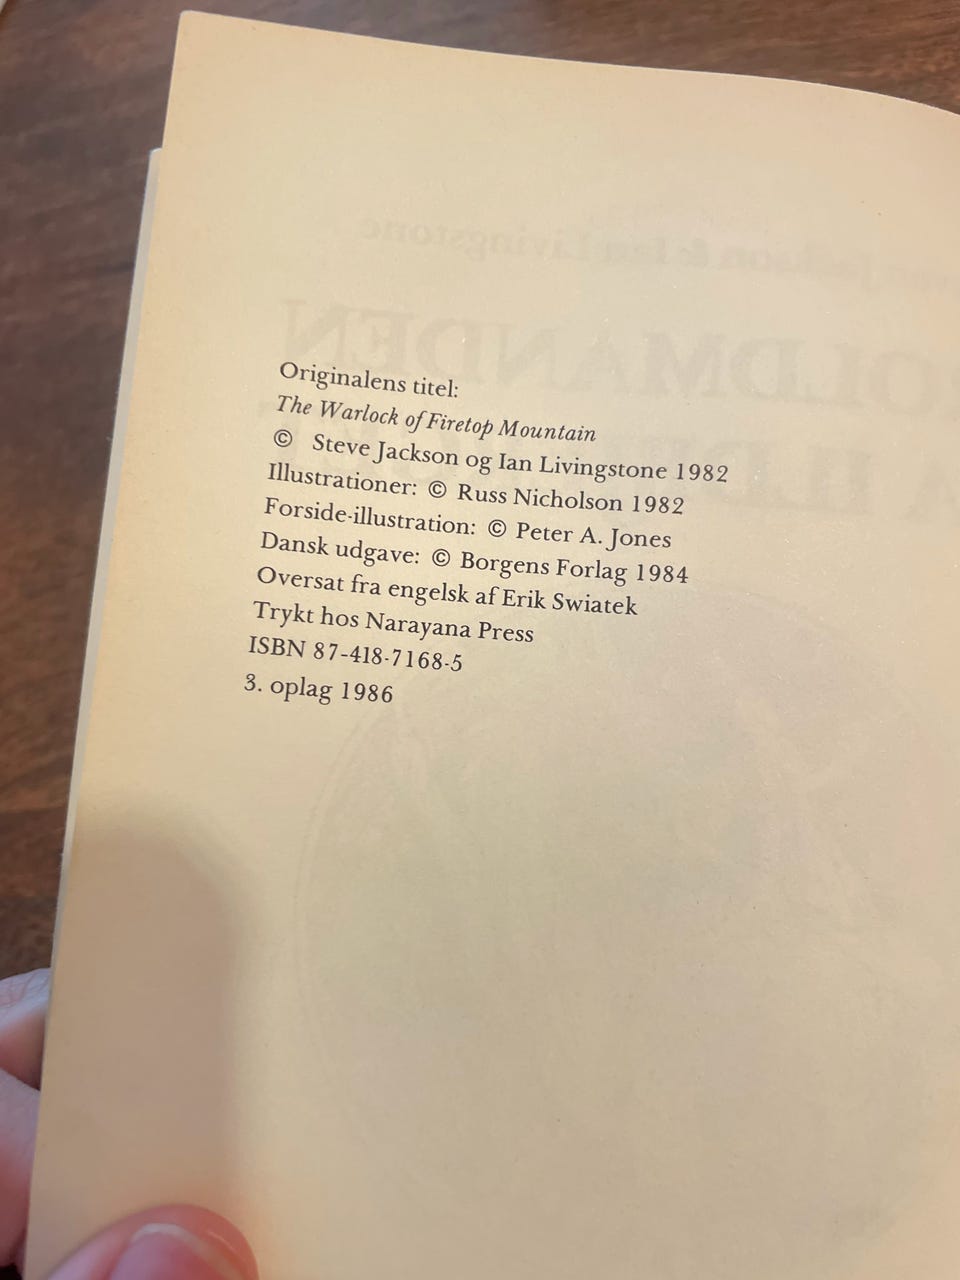 Originalens titel:
The Warlock of Firetop Mountain
© Steve Jackson og Ian Livingstone 1982
Illustrationer: © Russ Nicholson 1982
Forside-illustration: © Peter A. Jones
Dansk udgave: © Borgens Forlag 1984
Oversat fra engelsk af Erik Swiatek
Trykt hos Narayana Press
ISBN 87-418-7168-5
3. oplag 1986